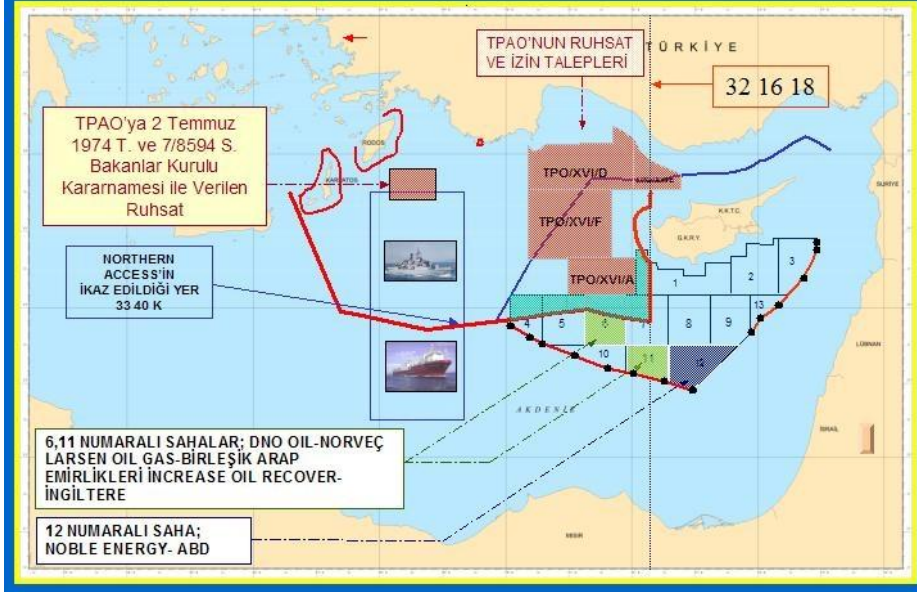 TPAO'NUN RUHSAT
VE İZİN TALEPLERİ
TÜRKİYE
32 16 18
TPAO'ya 2 Temmuz
1974 T. ve 7/8594 S.
Bakanlar Kurulu
Kararnamesi ile Verilen
Ruhsat
RODOS
KARPATOS
TPO/XVI/D
TPO/XVI/F
TPO/XVI/A
K.K.T.C.
G.K.R.Y.
SURİYE
NORTHERN
ACCESS'İN
İKAZ EDİLDİĞİ YER
33 40 K
1
2
3
4
5
6
7
8
9
13
10
11
12
LÜBNAN
AKDENİZ
İSRAİL
MISIR
6,11 NUMARALI SAHALAR; DNO OIL-NORVEÇ
LARSEN OIL GAS-BİRLEŞİK ARAP
EMİRLİKLERİ İNCREASE OIL RECOVER-
İNGİLTERE
12 NUMARALI SAHA;
NOBLE ENERGY- ABD